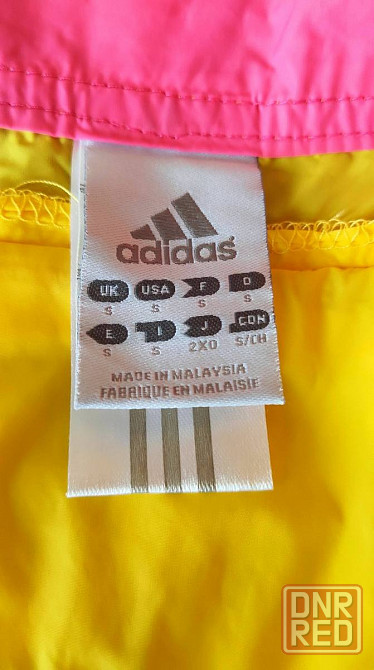 adidas
UK USA F D
S S S S
E I J CDN
S S 2XO S/CH
MADE IN MALAYSIA
FABRIQUE EN MALAISIE
DNR
RED